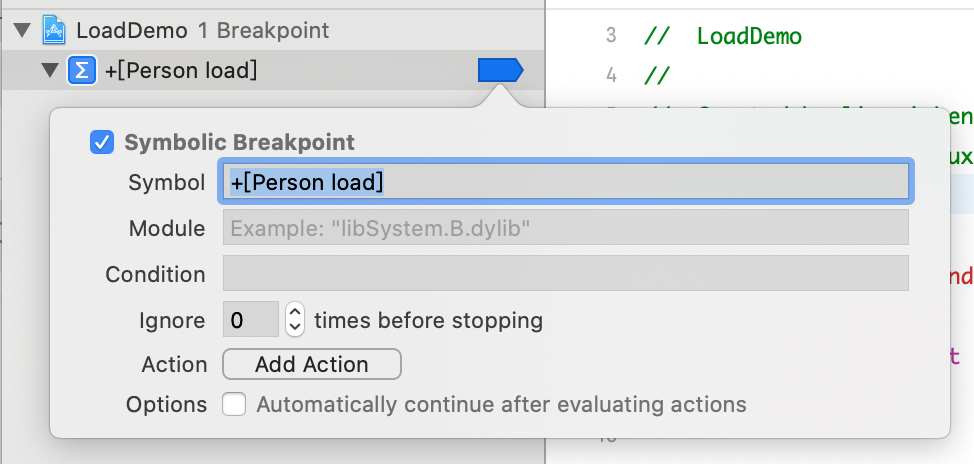 LoadDemo 1 Breakpoint
Σ +[Person load]
3 // LoadDemo
4 //
Symbolic Breakpoint
Symbol +[Person load]
Module Example: "libSystem.B.dylib"
Condition
Ignore 0 times before stopping
Action Add Action
Options Automatically continue after evaluating actions